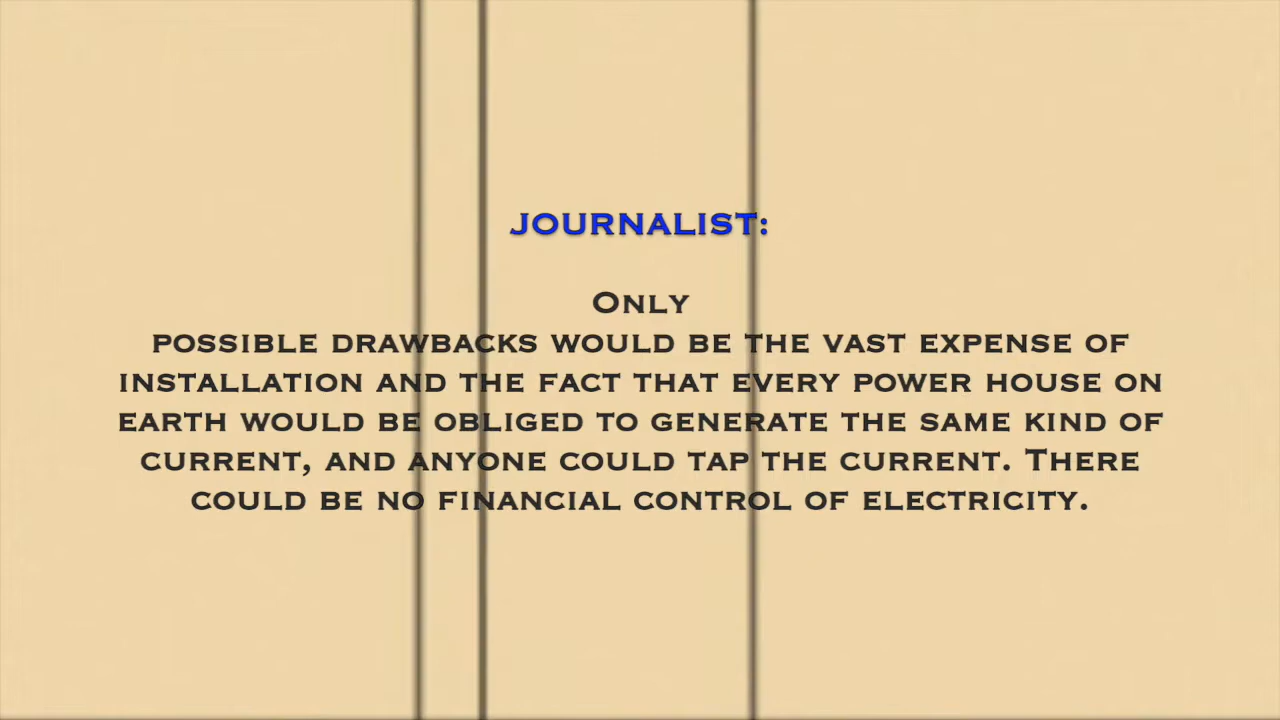 JOURNALIST:
Only
possible drawbacks would be the vast expense of
installation and the fact that every power house on
earth would be obliged to generate the same kind of
current, and anyone could tap the current. There
could be no financial control of electricity.